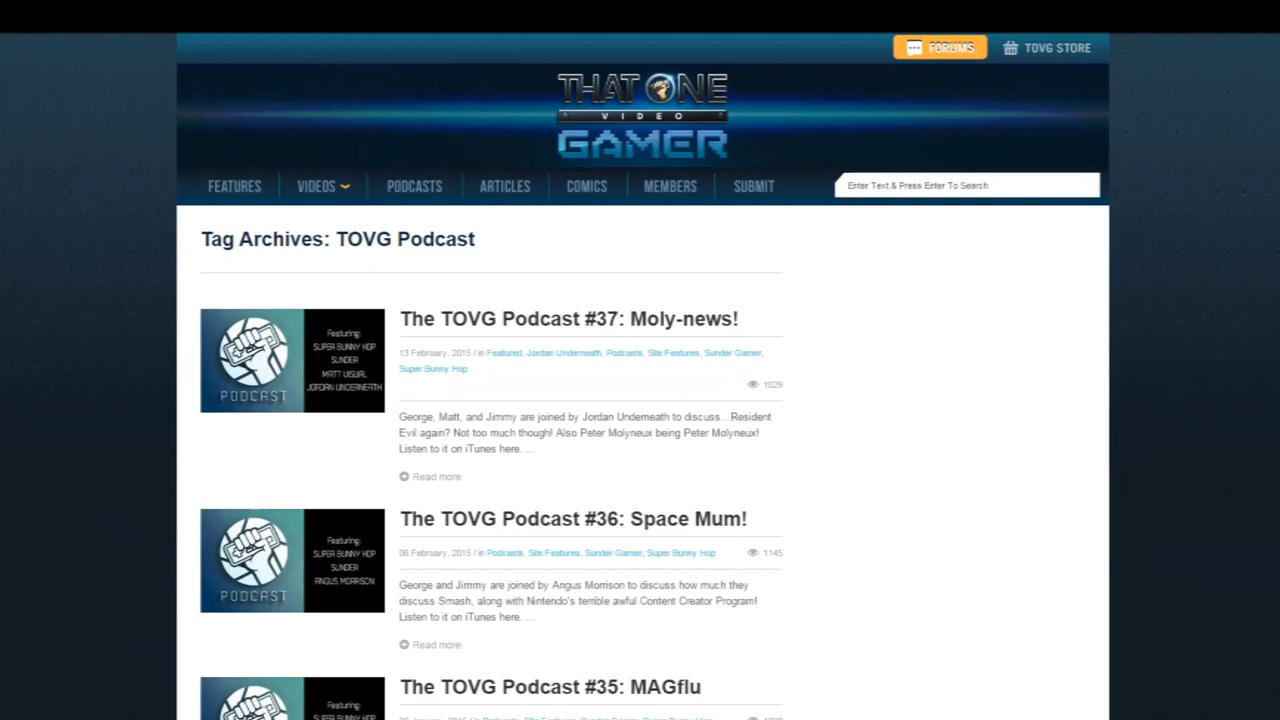 FORUMS
TOVG STORE
THAT ONE
VIDEO
GAMER
FEATURES
VIDEOS
PODCASTS
ARTICLES
COMICS
MEMBERS
SUBMIT
Enter Text & Press Enter To Search
Tag Archives: TOVG Podcast
Featuring:
SUPER BUNNY HOP
SUNDER
MATT VISUAL
JORDAN UNDERNEATH
PODCAST
The TOVG Podcast #37: Moly-news!
13 February, 2015 / in Featured, Jordan Underneath, Podcasts, Site Features, Sunder Gamer,
Super Bunny Hop
1029
George, Matt, and Jimmy are joined by Jordan Underneath to discuss... Resident
Evil again? Not too much though! Also Peter Molyneux being Peter Molyneux!
Listen to it on iTunes here. ...
Read more
Featuring:
SUPER BUNNY HOP
SUNDER
ANGUS MORRISON
PODCAST
The TOVG Podcast #36: Space Mum!
06 February, 2015 / in Podcasts, Site Features, Sunder Gamer, Super Bunny Hop
1145
George and Jimmy are joined by Angus Morrison to discuss how much they
discuss Smash, along with Nintendo's terrible awful Content Creator Program!
Listen to it on iTunes here. ...
Read more
Featuring:
SUPER BUNNY HOP
The TOVG Podcast #35: MAGflu